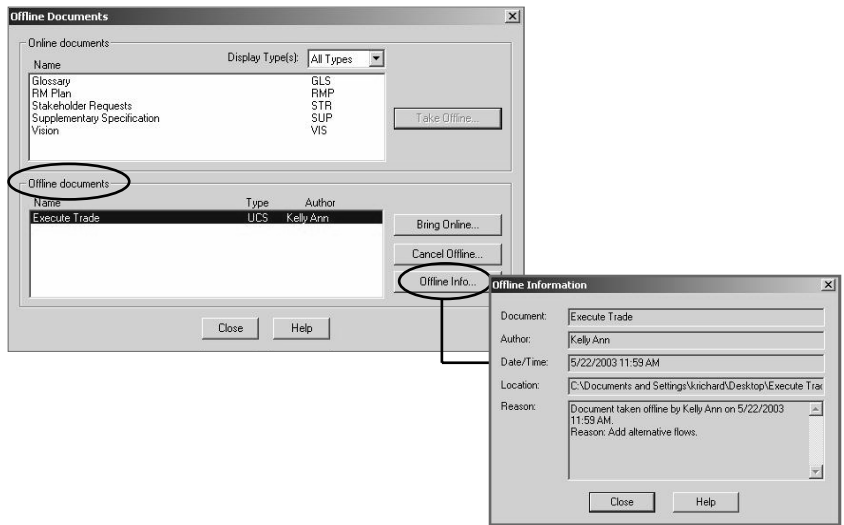 Offline Documents
Online documents
Display Type(s): All Types
Name
Glossary GLS
RM Plan RMP
Stakeholder Requests STR
Supplementary Specification SUP
Vision VIS
Take Offline...
Offline documents
Name Type Author
Execute Trade UCS Kelly Ann
Bring Online...
Cancel Offline...
Offline Info...
Close Help
Offline Information
Document: Execute Trade
Author: Kelly Ann
Date/Time: 5/22/2003 11:59 AM
Location: C:\Documents and Settings\krichard\Desktop\Execute Trad
Reason: Document taken offline by Kelly Ann on 5/22/2003
11:59 AM.
Reason: Add alternative flows.
Close Help